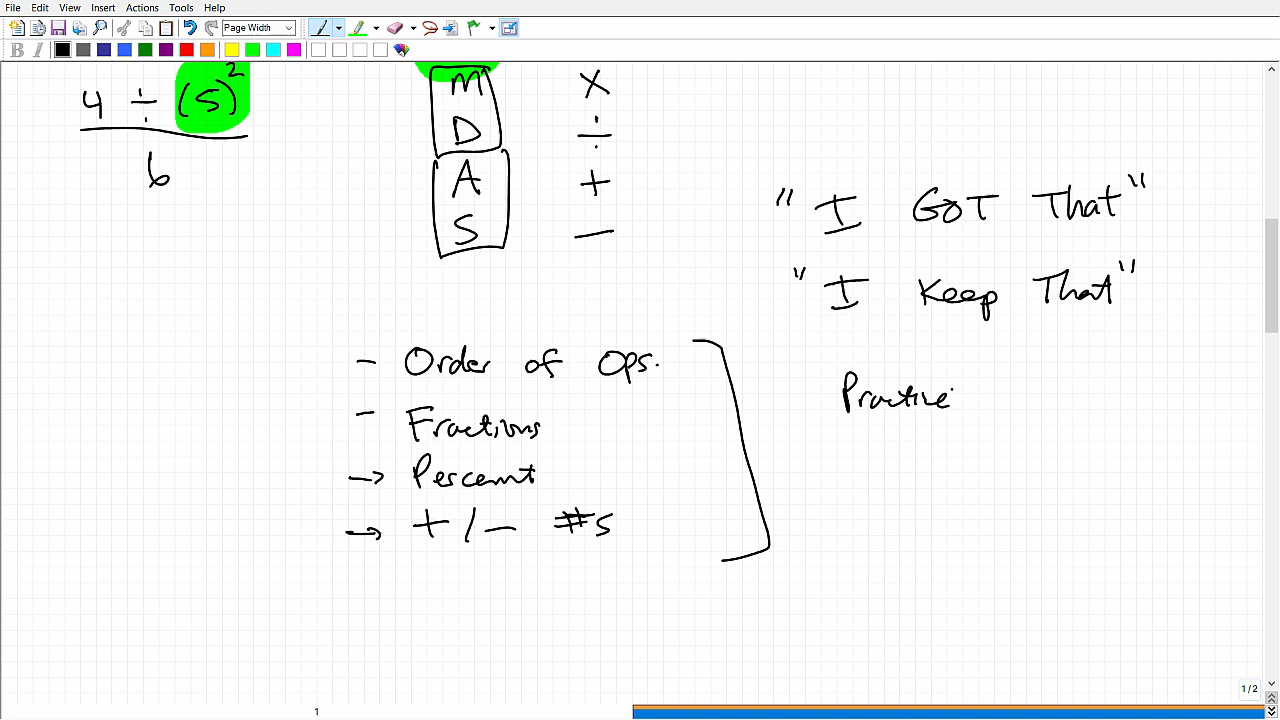 File Edit View Insert Actions Tools Help
Page Width
B I
4 ÷ (5)²
6
M X
D ÷
A +
S −
"I GOT That"
"I Keep That"
- Order of Ops.
- Fractions
→ Percent
→ +/- #s
Practice
1/2
1